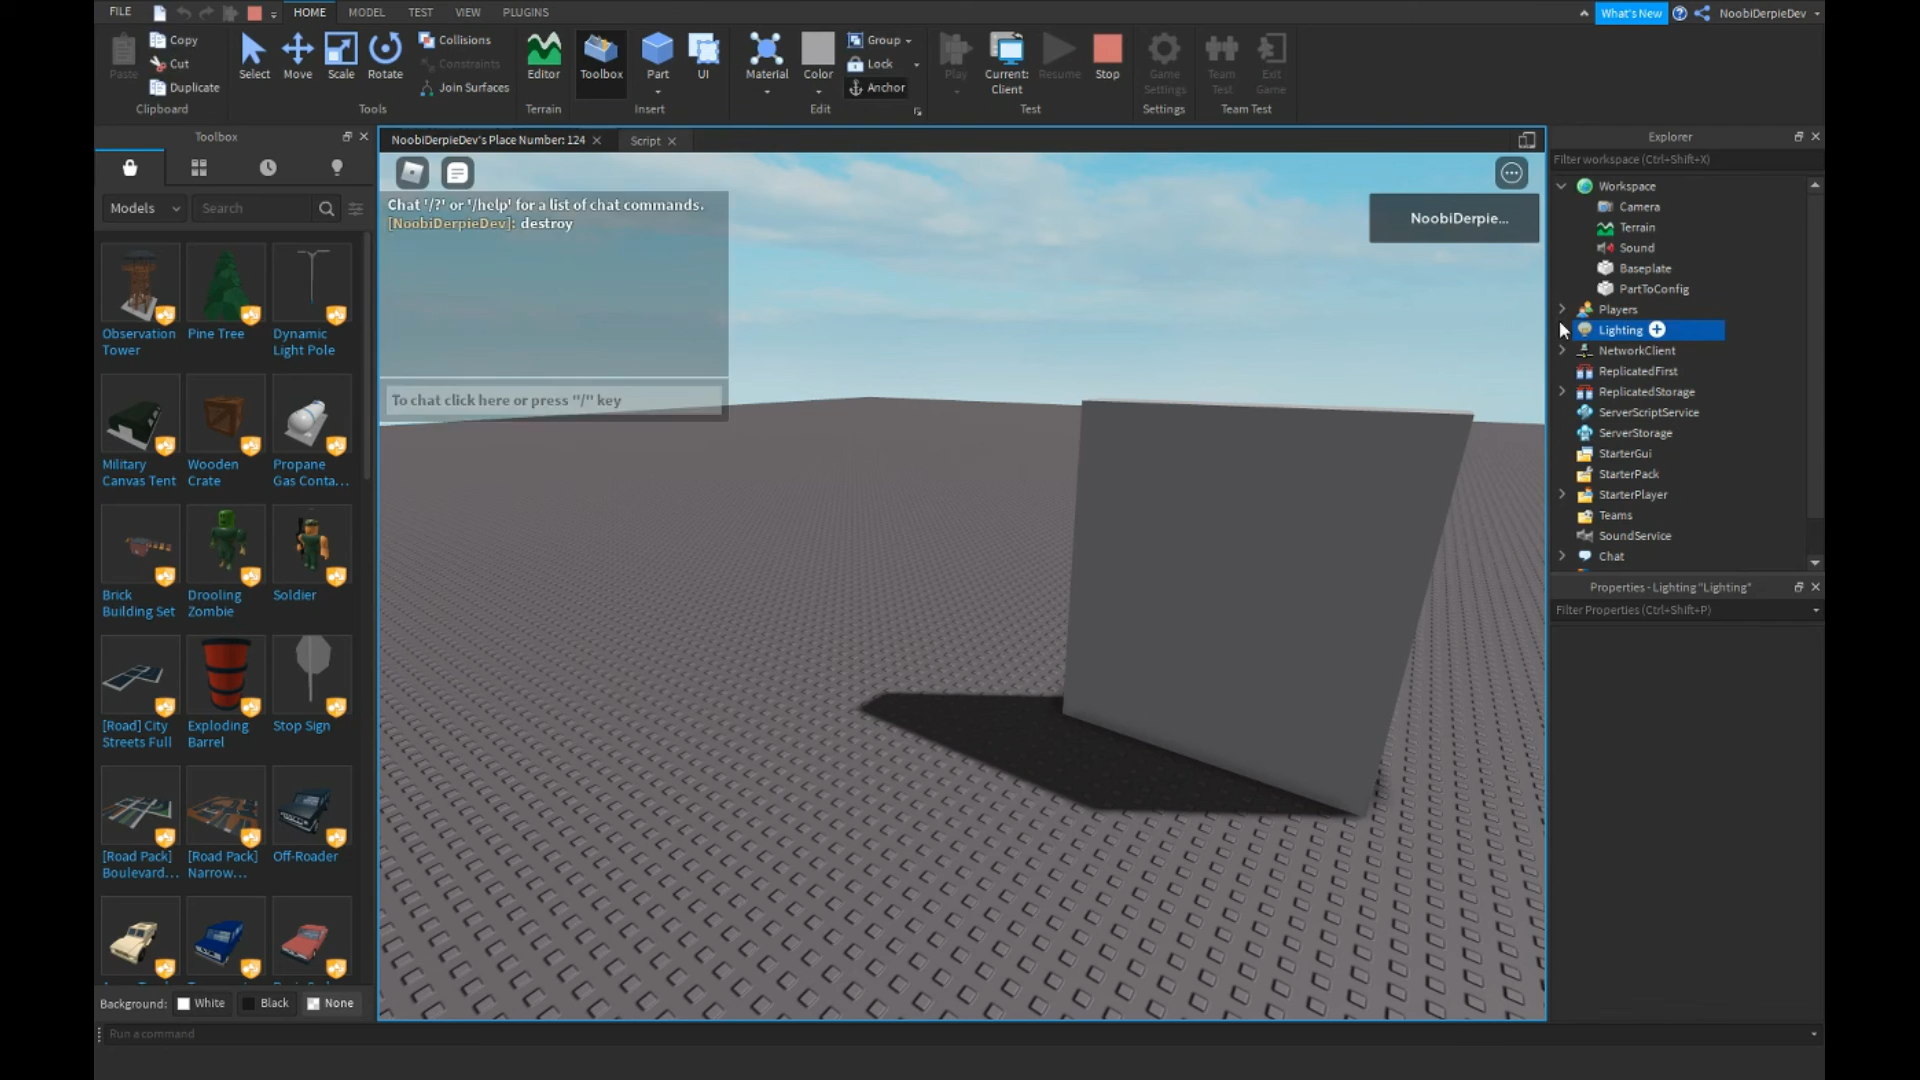 FILE
HOME
MODEL
TEST
VIEW
PLUGINS
What's New
NoobiDerpieDev
Paste
Copy
Cut
Duplicate
Clipboard
Select
Move
Scale
Rotate
Collisions
Constraints
Join Surfaces
Tools
Editor
Terrain
Toolbox
Part
UI
Insert
Material
Color
Group
Lock
Anchor
Edit
Play
Current:
Client
Resume
Stop
Test
Game
Settings
Settings
Team
Test
Exit
Game
Team Test
Toolbox
Models
Search
Observation
Tower
Pine Tree
Dynamic
Light Pole
Military
Canvas Tent
Wooden
Crate
Propane
Gas Conta...
Brick
Building Set
Drooling
Zombie
Soldier
[Road] City
Streets Full
Exploding
Barrel
Stop Sign
[Road Pack]
Boulevard...
[Road Pack]
Narrow...
Off-Roader
Background:
White
Black
None
Run a command
NoobiDerpieDev's Place Number: 124
Script
Chat '/?' or '/help' for a list of chat commands.
[NoobiDerpieDev]: destroy
To chat click here or press "/" key
NoobiDerpie...
Explorer
Filter workspace (Ctrl+Shift+X)
Workspace
Camera
Terrain
Sound
Baseplate
PartToConfig
Players
Lighting
NetworkClient
ReplicatedFirst
ReplicatedStorage
ServerScriptService
ServerStorage
StarterGui
StarterPack
StarterPlayer
Teams
SoundService
Chat
Properties - Lighting "Lighting"
Filter Properties (Ctrl+Shift+P)